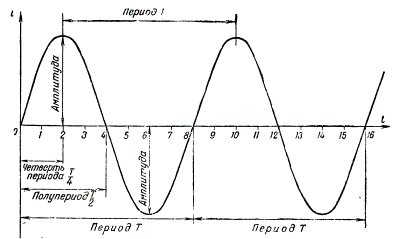 i
Период T
Амплитуда
0 1 2 3 4 5 6 7 8 9 10 11 12 13 14 15 16
t
Четверть
периода T/4
Амплитуда
Полупериод T/2
Период T
Период T